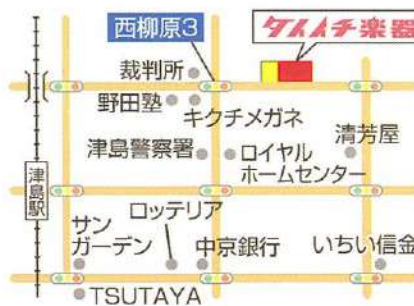 西柳原3
タメイチ楽器
裁判所
野田塾
キクチメガネ
津島警察署
ロイヤル
ホームセンター
清芳屋
津島駅
サン
ガーデン
ロッテリア
中京銀行
いちい信金
TSUTAYA